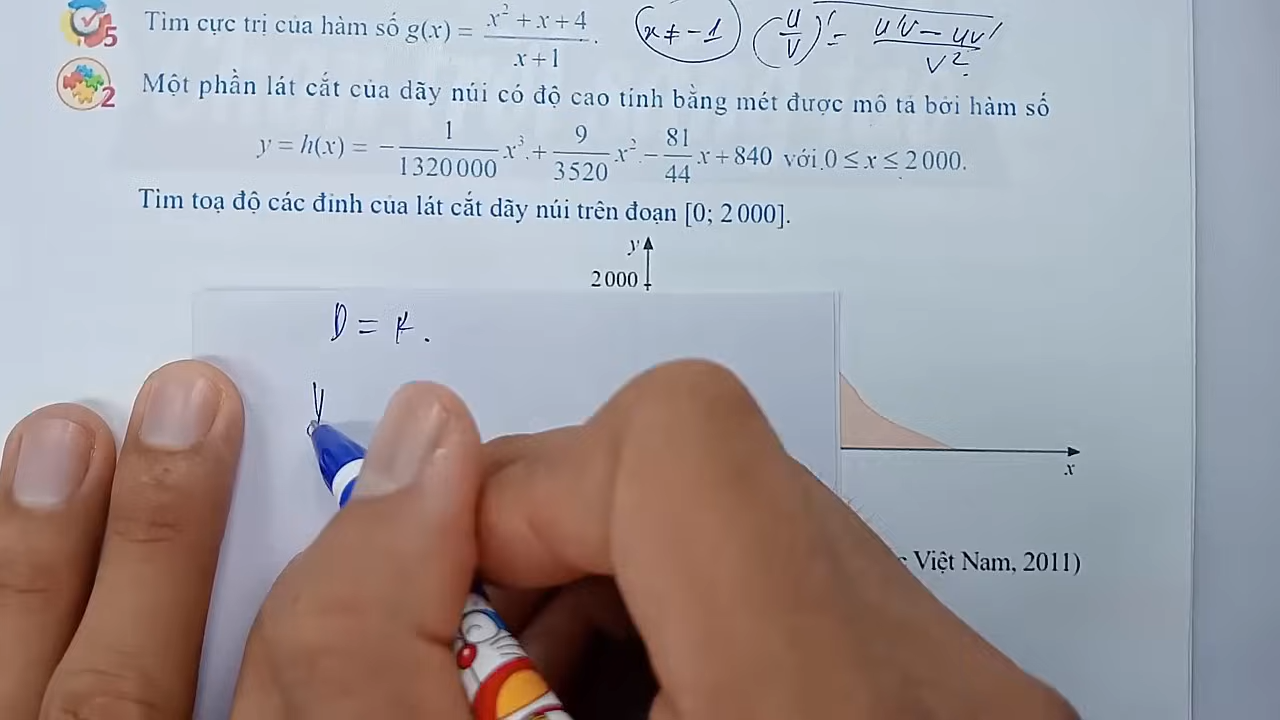 5 Tìm cực trị của hàm số g(x) = (x² + x + 4)/(x + 1).
x ≠ -1 (u/v)' = (u'v - uv')/v²
2 Một phần lát cắt của dãy núi có độ cao tính bằng mét được mô tả bởi hàm số
y = h(x) = -1/1320000 x³ + 9/3520 x² - 81/44 x + 840 với 0 ≤ x ≤ 2000.
Tìm toạ độ các đỉnh của lát cắt dãy núi trên đoạn [0; 2000].
y
2000
D = R.
y
x
Việt Nam, 2011)